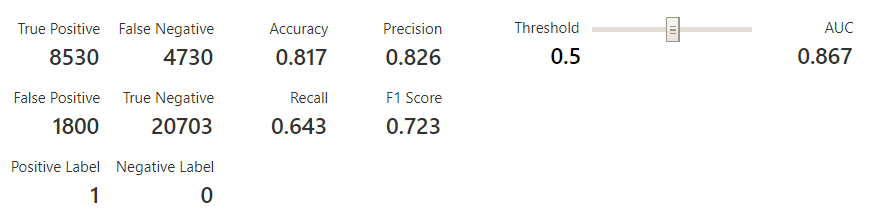 True Positive False Negative Accuracy Precision Threshold AUC
8530 4730 0.817 0.826 0.5 0.867
False Positive True Negative Recall F1 Score
1800 20703 0.643 0.723
Positive Label Negative Label
1 0